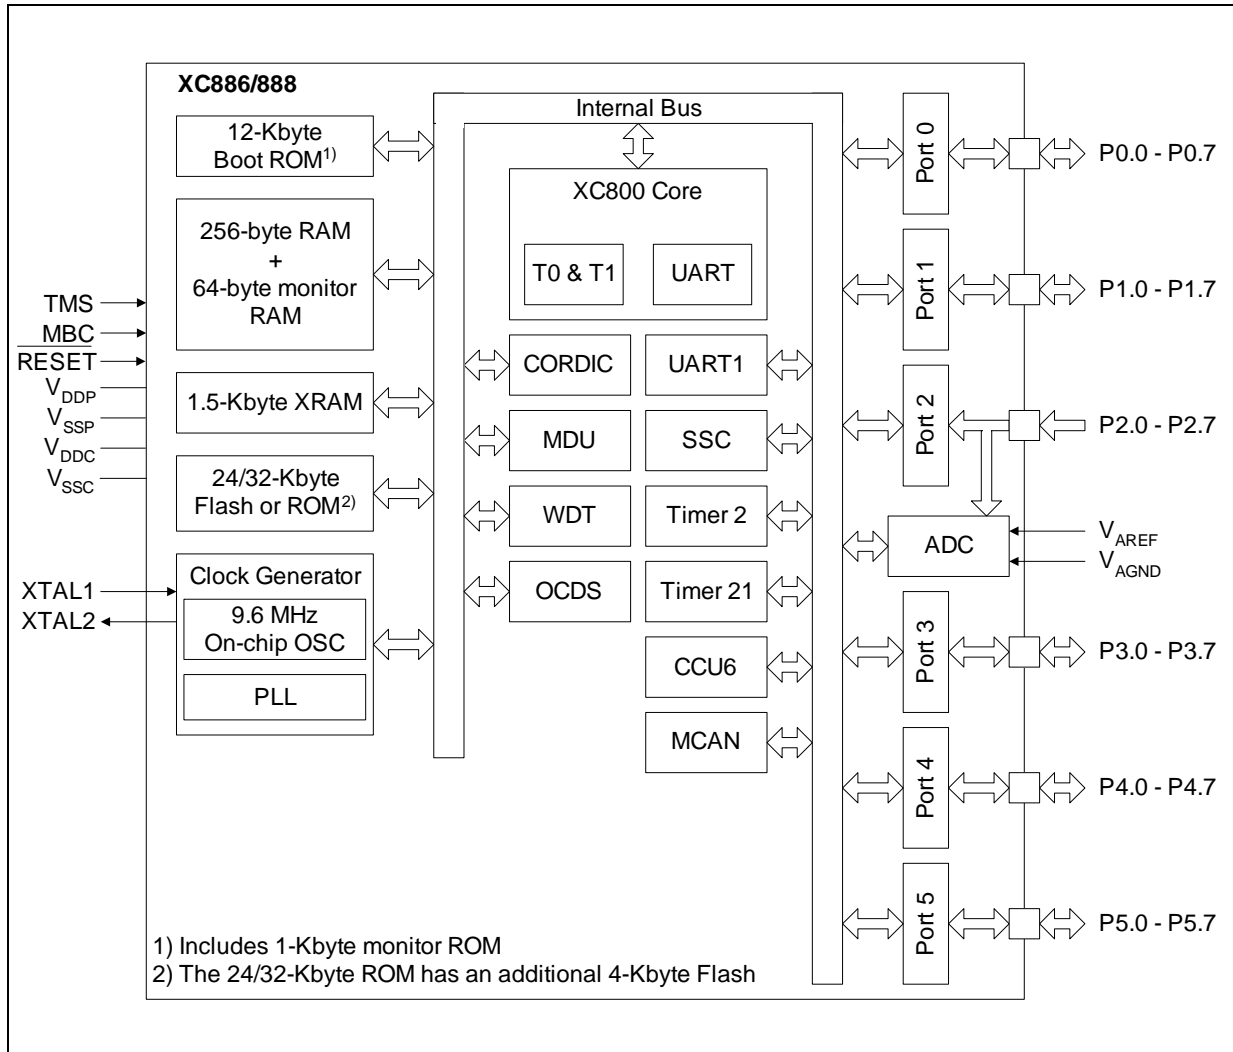 XC886/888
Internal Bus
12-Kbyte
Boot ROM1)
256-byte RAM
+
64-byte monitor
RAM
1.5-Kbyte XRAM
24/32-Kbyte
Flash or ROM2)
Clock Generator
9.6 MHz
On-chip OSC
PLL
TMS
MBC
RESET
VDDP
VSSP
VDDC
VSSC
XTAL1
XTAL2
XC800 Core
T0 & T1
UART
CORDIC
UART1
MDU
SSC
WDT
Timer 2
OCDS
Timer 21
CCU6
MCAN
Port 0
P0.0 - P0.7
Port 1
P1.0 - P1.7
Port 2
P2.0 - P2.7
ADC
VAREF
VAGND
Port 3
P3.0 - P3.7
Port 4
P4.0 - P4.7
Port 5
P5.0 - P5.7
1) Includes 1-Kbyte monitor ROM
2) The 24/32-Kbyte ROM has an additional 4-Kbyte Flash